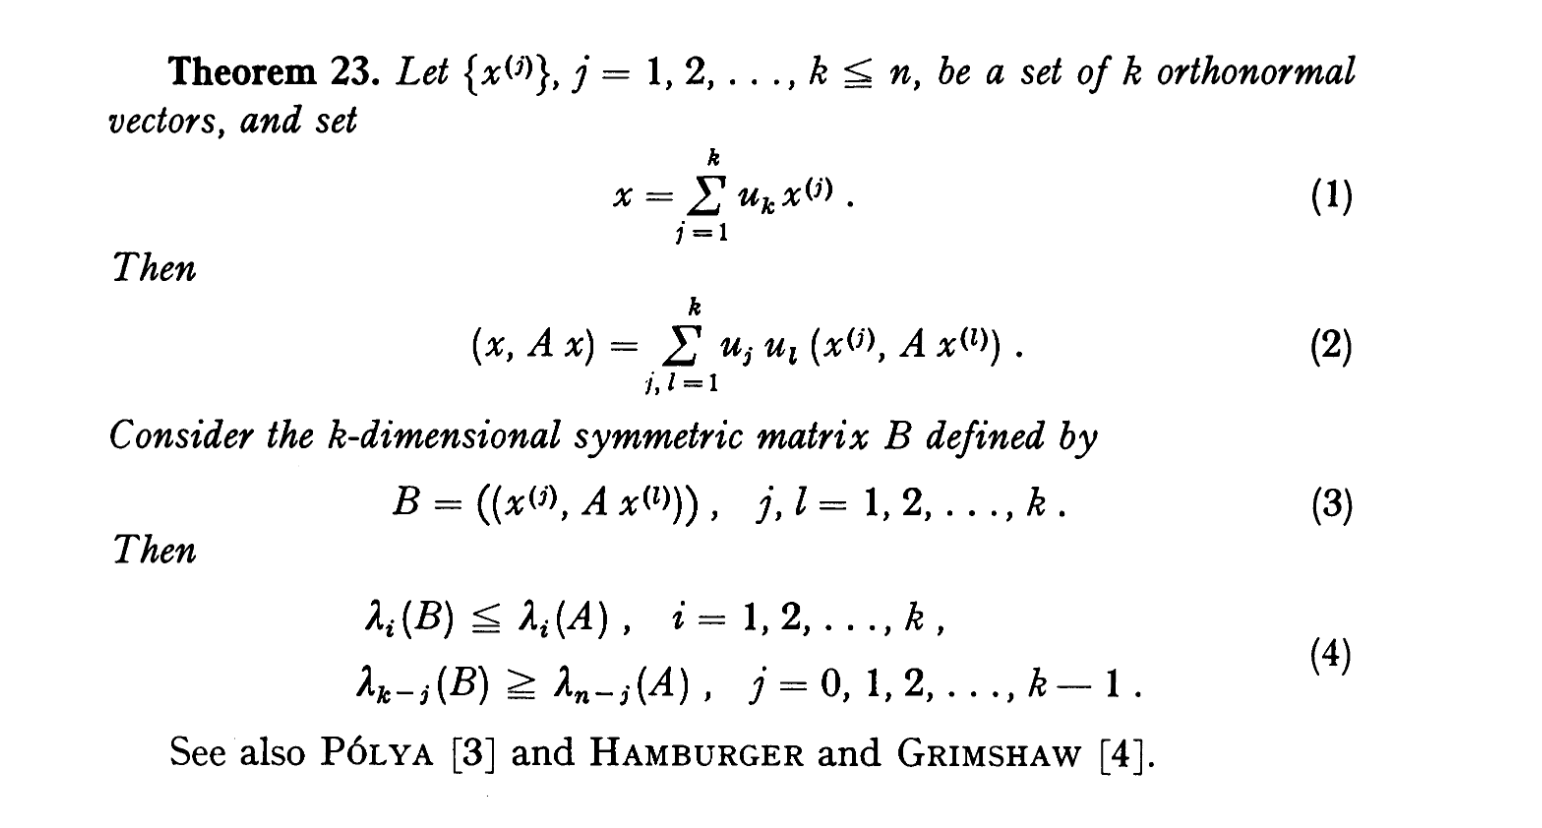 Theorem 23. Let {x⁽ʲ⁾}, j = 1, 2, . . ., k ≦ n, be a set of k orthonormal
vectors, and set
x = ∑_{j=1}^{k} u_k x⁽ʲ⁾ . (1)
Then
(x, A x) = ∑_{j, l=1}^{k} u_j u_l (x⁽ʲ⁾, A x⁽ˡ⁾) . (2)
Consider the k-dimensional symmetric matrix B defined by
B = ((x⁽ʲ⁾, A x⁽ˡ⁾)) , j, l = 1, 2, . . ., k . (3)
Then
λ_i(B) ≦ λ_i(A) , i = 1, 2, . . ., k ,
(4)
λ_{k−j}(B) ≧ λ_{n−j}(A) , j = 0, 1, 2, . . ., k − 1 .
See also PÓLYA [3] and HAMBURGER and GRIMSHAW [4].